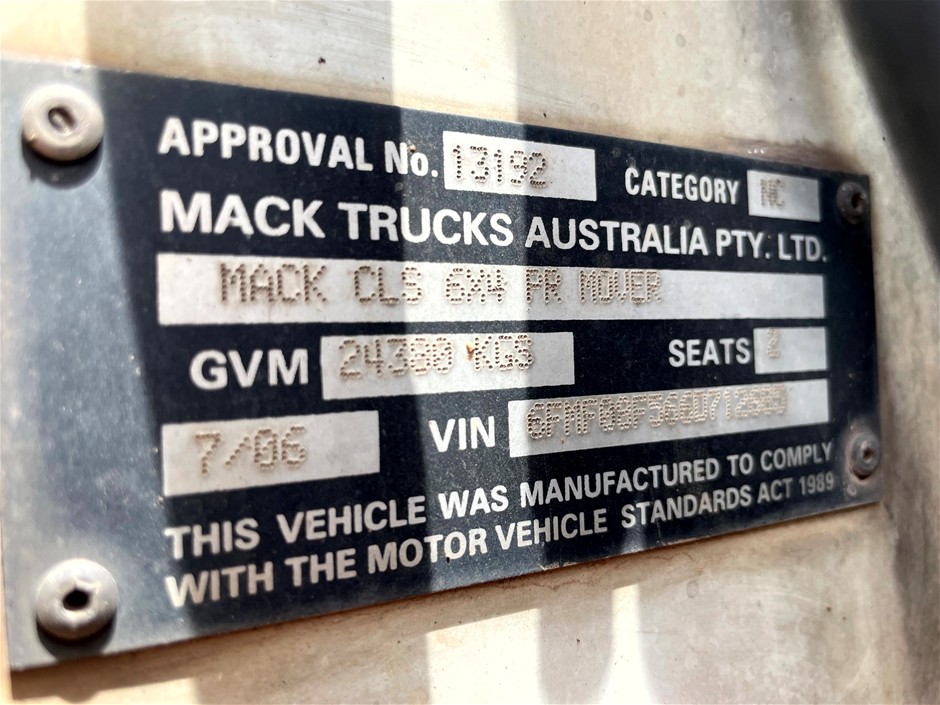 APPROVAL No. 13192 CATEGORY NC
MACK TRUCKS AUSTRALIA PTY. LTD.
MACK CLS 6X4 PR MOVER
GVM 24380 KGS SEATS 2
7/06 VIN
THIS VEHICLE WAS MANUFACTURED TO COMPLY
WITH THE MOTOR VEHICLE STANDARDS ACT 1989